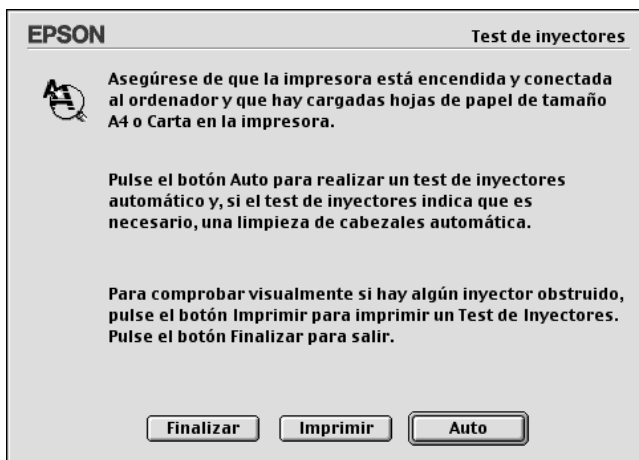 EPSON
Test de inyectores
Asegúrese de que la impresora está encendida y conectada
al ordenador y que hay cargadas hojas de papel de tamaño
A4 o Carta en la impresora.
Pulse el botón Auto para realizar un test de inyectores
automático y, si el test de inyectores indica que es
necesario, una limpieza de cabezales automática.
Para comprobar visualmente si hay algún inyector obstruido,
pulse el botón Imprimir para imprimir un Test de Inyectores.
Pulse el botón Finalizar para salir.
Finalizar
Imprimir
Auto